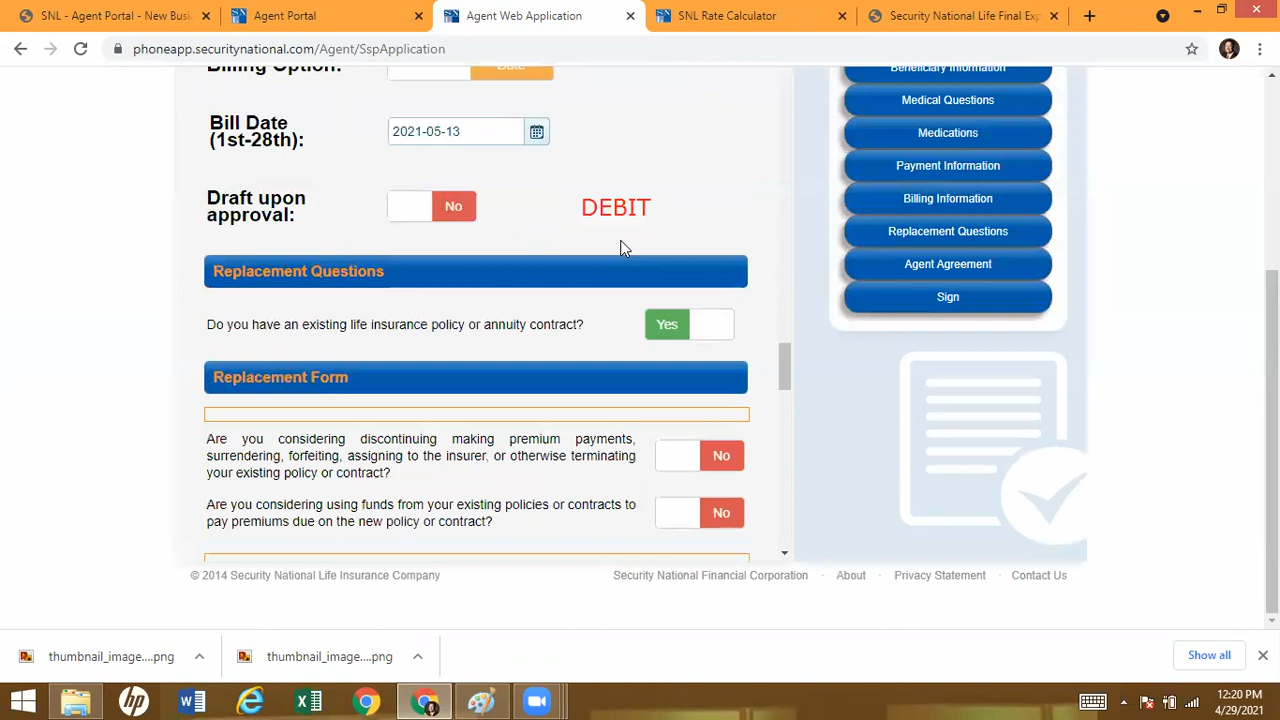 SNL - Agent Portal - New Busi
Agent Portal
Agent Web Application
SNL Rate Calculator
Security National Life Final Exp
phoneapp.securitynational.com/Agent/SspApplication
Billing Option:
Date
Beneficiary Information
Medical Questions
Bill Date
(1st-28th):
2021-05-13
Medications
Payment Information
Draft upon
approval:
No
DEBIT
Billing Information
Replacement Questions
Agent Agreement
Sign
Replacement Questions
Do you have an existing life insurance policy or annuity contract?
Yes
Replacement Form
Are you considering discontinuing making premium payments,
surrendering, forfeiting, assigning to the insurer, or otherwise terminating
your existing policy or contract?
No
Are you considering using funds from your existing policies or contracts to
pay premiums due on the new policy or contract?
No
© 2014 Security National Life Insurance Company
Security National Financial Corporation · About · Privacy Statement · Contact Us
thumbnail_image....png
thumbnail_image....png
Show all
12:20 PM
4/29/2021